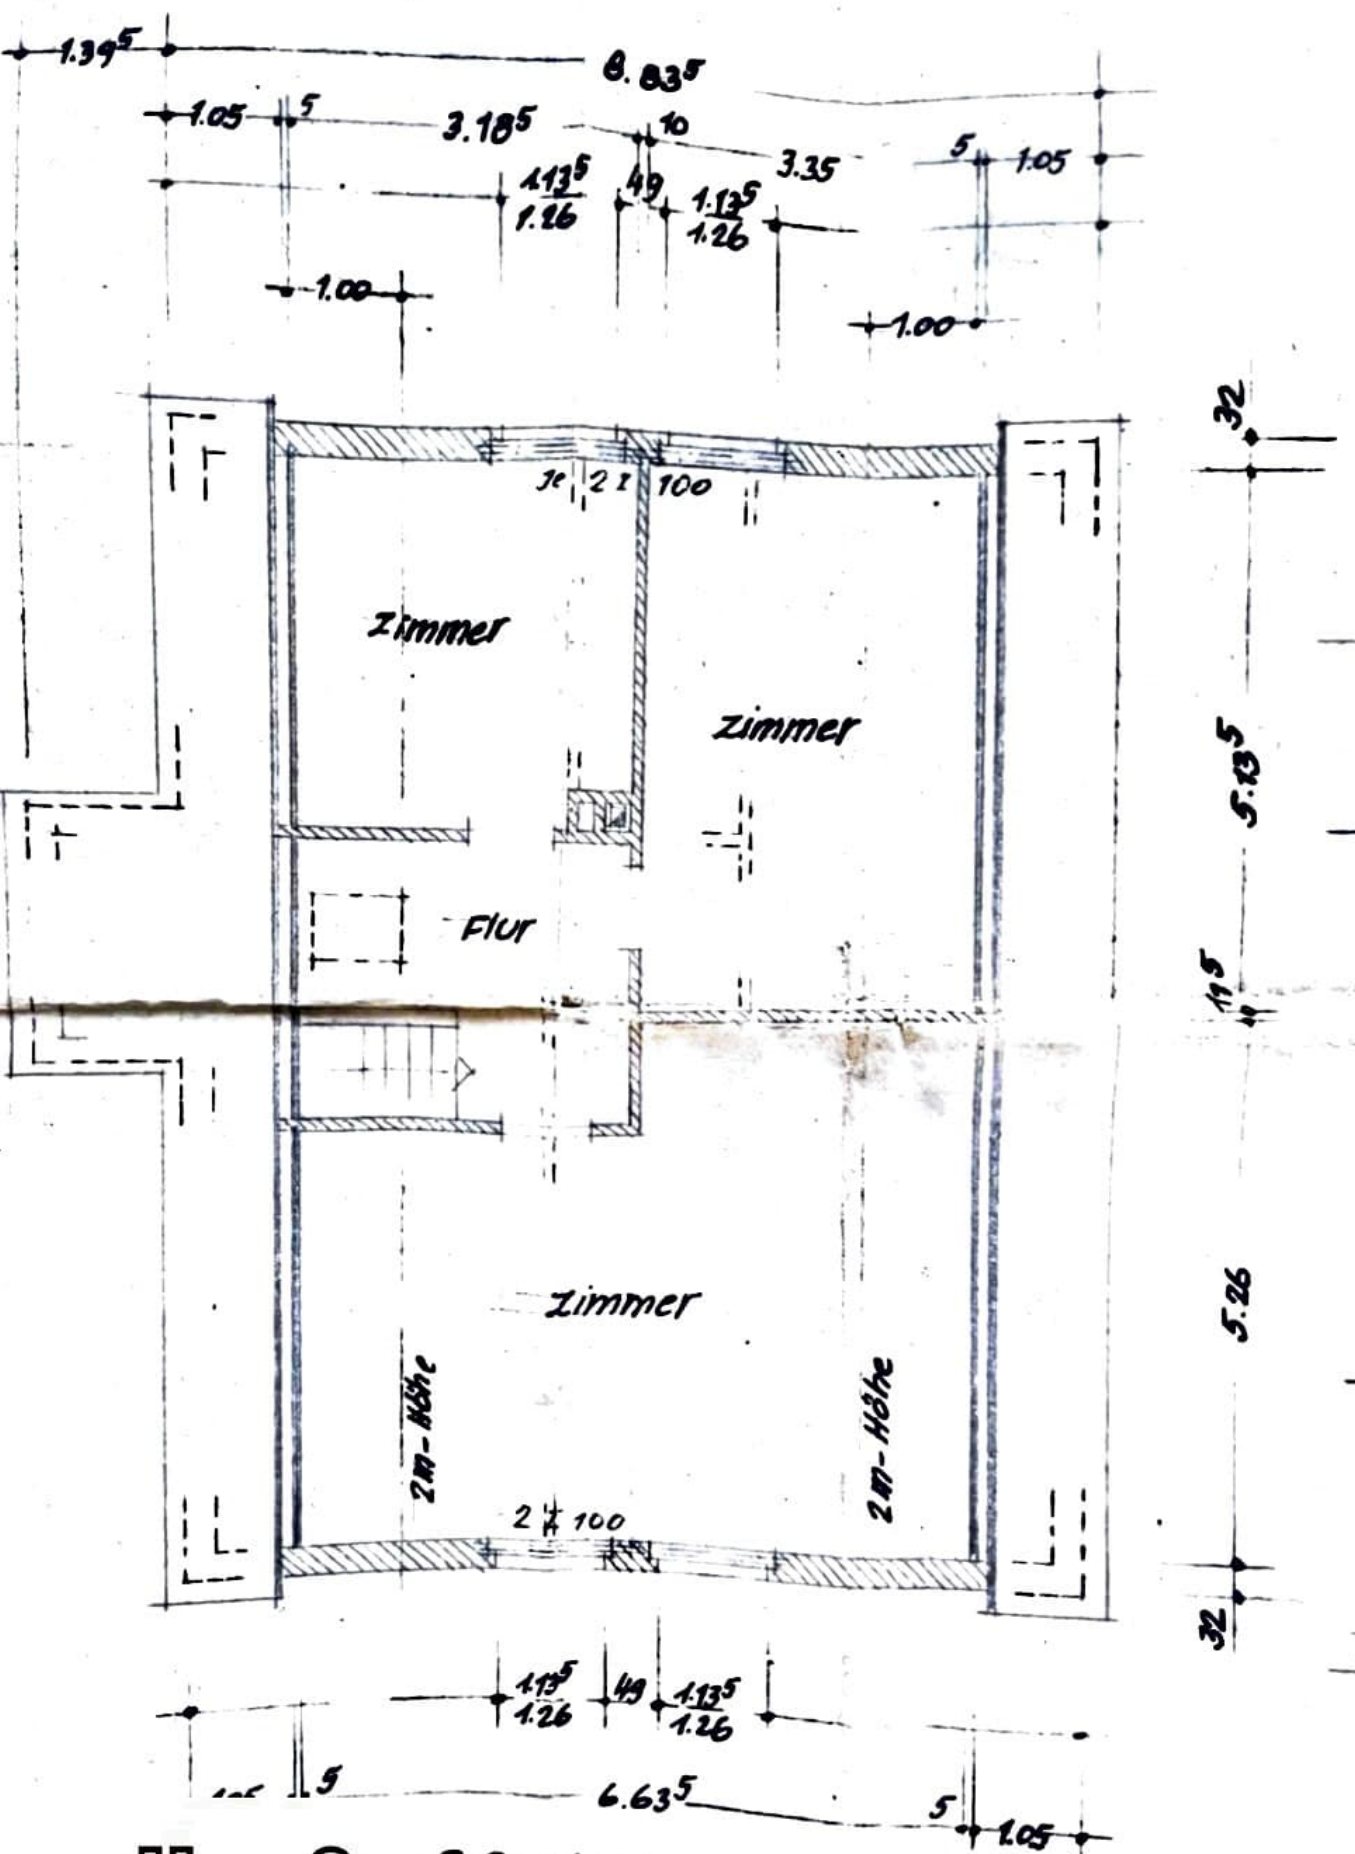 1.39⁵
8.83⁵
1.05 5 3.18⁵ 10 3.35 5 1.05
1.13⁵ 49 1.13⁵
1.26 1.26
1.00 1.00
32
je 2 I 100
Zimmer
Zimmer
5.13⁵
Flur
11⁵
Zimmer
5.26
2m-Höhe 2m-Höhe
2 I 100
32
1.13⁵ 49 1.13⁵
1.26 1.26
5 6.63⁵ 5 1.05